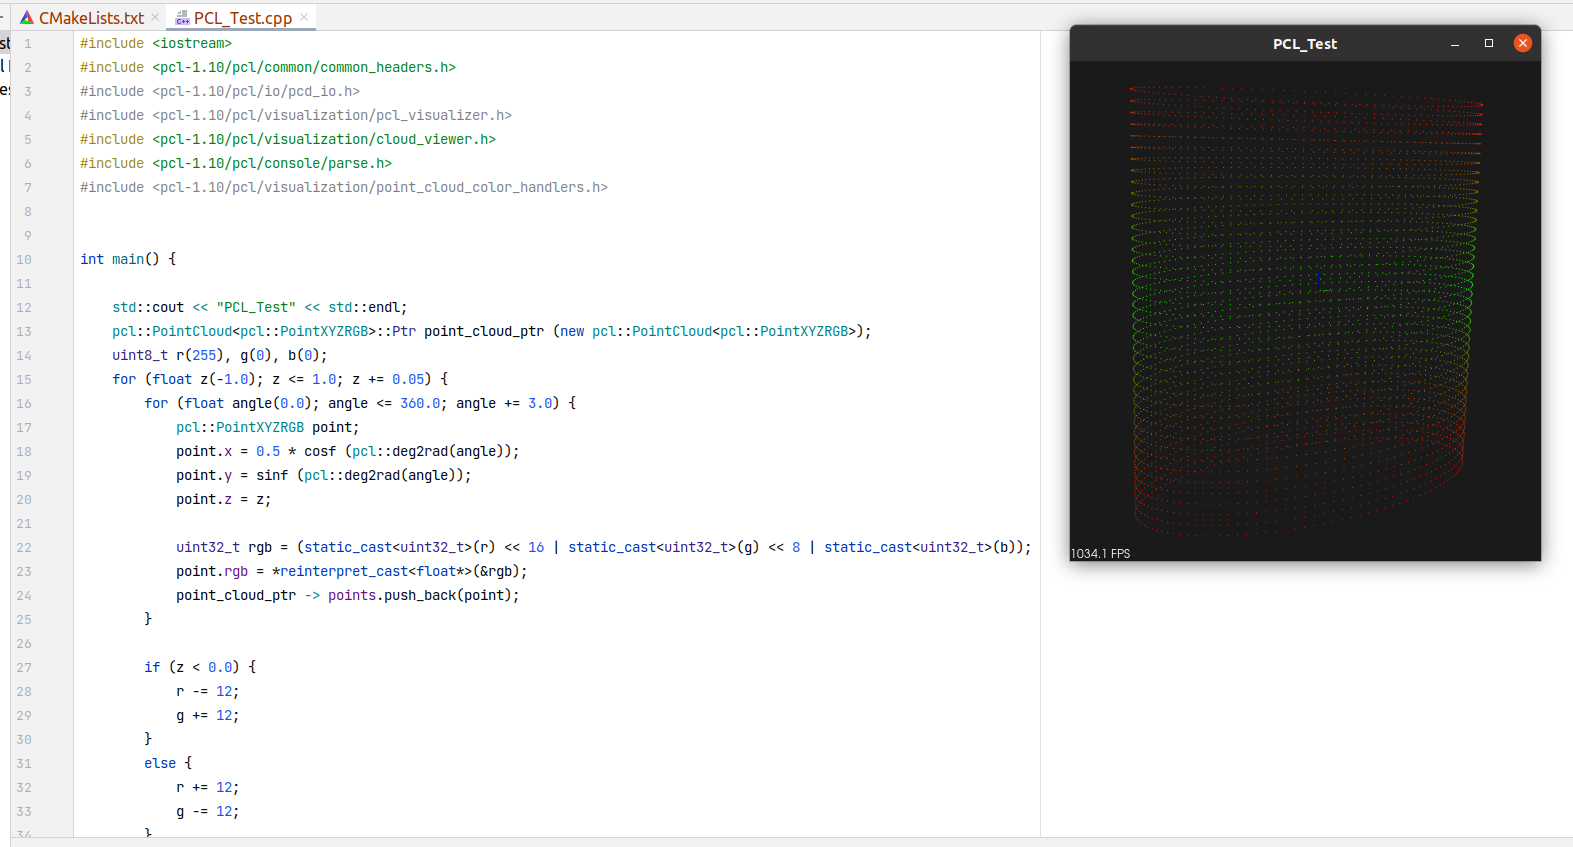 CMakeLists.txt
PCL_Test.cpp
1 #include <iostream>
2 #include <pcl-1.10/pcl/common/common_headers.h>
3 #include <pcl-1.10/pcl/io/pcd_io.h>
4 #include <pcl-1.10/pcl/visualization/pcl_visualizer.h>
5 #include <pcl-1.10/pcl/visualization/cloud_viewer.h>
6 #include <pcl-1.10/pcl/console/parse.h>
7 #include <pcl-1.10/pcl/visualization/point_cloud_color_handlers.h>
8
9
10 int main() {
11
12     std::cout << "PCL_Test" << std::endl;
13     pcl::PointCloud<pcl::PointXYZRGB>::Ptr point_cloud_ptr (new pcl::PointCloud<pcl::PointXYZRGB>);
14     uint8_t r(255), g(0), b(0);
15     for (float z(-1.0); z <= 1.0; z += 0.05) {
16         for (float angle(0.0); angle <= 360.0; angle += 3.0) {
17             pcl::PointXYZRGB point;
18             point.x = 0.5 * cosf (pcl::deg2rad(angle));
19             point.y = sinf (pcl::deg2rad(angle));
20             point.z = z;
21
22             uint32_t rgb = (static_cast<uint32_t>(r) << 16 | static_cast<uint32_t>(g) << 8 | static_cast<uint32_t>(b));
23             point.rgb = *reinterpret_cast<float*>(&rgb);
24             point_cloud_ptr -> points.push_back(point);
25         }
26
27         if (z < 0.0) {
28             r -= 12;
29             g += 12;
30         }
31         else {
32             r += 12;
33             g -= 12;
34         }
PCL_Test
1034.1 FPS